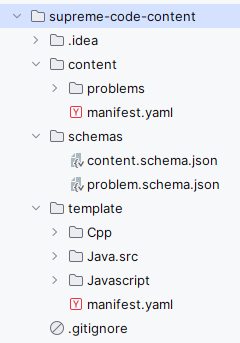 supreme-code-content
.idea
content
problems
manifest.yaml
schemas
content.schema.json
problem.schema.json
template
Cpp
Java.src
Javascript
manifest.yaml
.gitignore